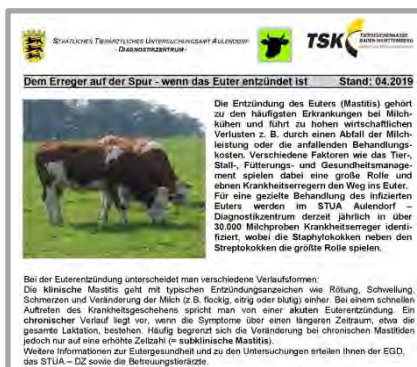 STAATLICHES TIERÄRZTLICHES UNTERSUCHUNGSAMT AULENDORF
- DIAGNOSTIKZENTRUM -
TSK
TIERSEUCHENKASSE
BADEN-WÜRTTEMBERG
Dem Erreger auf der Spur - wenn das Euter entzündet ist Stand: 04.2019
Die Entzündung des Euters (Mastitis) gehört
zu den häufigsten Erkrankungen bei Milch-
kühen und führt zu hohen wirtschaftlichen
Verlusten z. B. durch einen Abfall der Milch-
leistung oder die anfallenden Behandlungs-
kosten. Verschiedene Faktoren wie das Tier-,
Stall-, Fütterungs- und Gesundheitsmanage-
ment spielen dabei eine große Rolle und
ebnen Krankheitserregern den Weg ins Euter.
Für eine gezielte Behandlung des infizierten
Euters werden im STUA Aulendorf –
Diagnostikzentrum derzeit jährlich in über
30.000 Milchproben Krankheitserreger identi-
fiziert, wobei die Staphylokokken neben den
Streptokokken die größte Rolle spielen.
Bei der Euterentzündung unterscheidet man verschiedene Verlaufsformen:
Die klinische Mastitis geht mit typischen Entzündungsanzeichen wie Rötung, Schwellung,
Schmerzen und Veränderung der Milch (z.B. flockig, eitrig oder blutig) einher. Bei einem schnellen
Auftreten des Krankheitsgeschehens spricht man von einer akuten Euterentzündung. Ein
chronischer Verlauf liegt vor, wenn die Symptome über einen längeren Zeitraum, etwa die
gesamte Laktation, bestehen. Häufig begrenzt sich die Veränderung bei chronischen Mastitiden
jedoch nur auf eine erhöhte Zellzahl (= subklinische Mastitis).
Weitere Informationen zur Eutergesundheit und zu den Untersuchungen erteilen Ihnen der EGD,
das STUA – DZ sowie die Betreuungstierärzte.